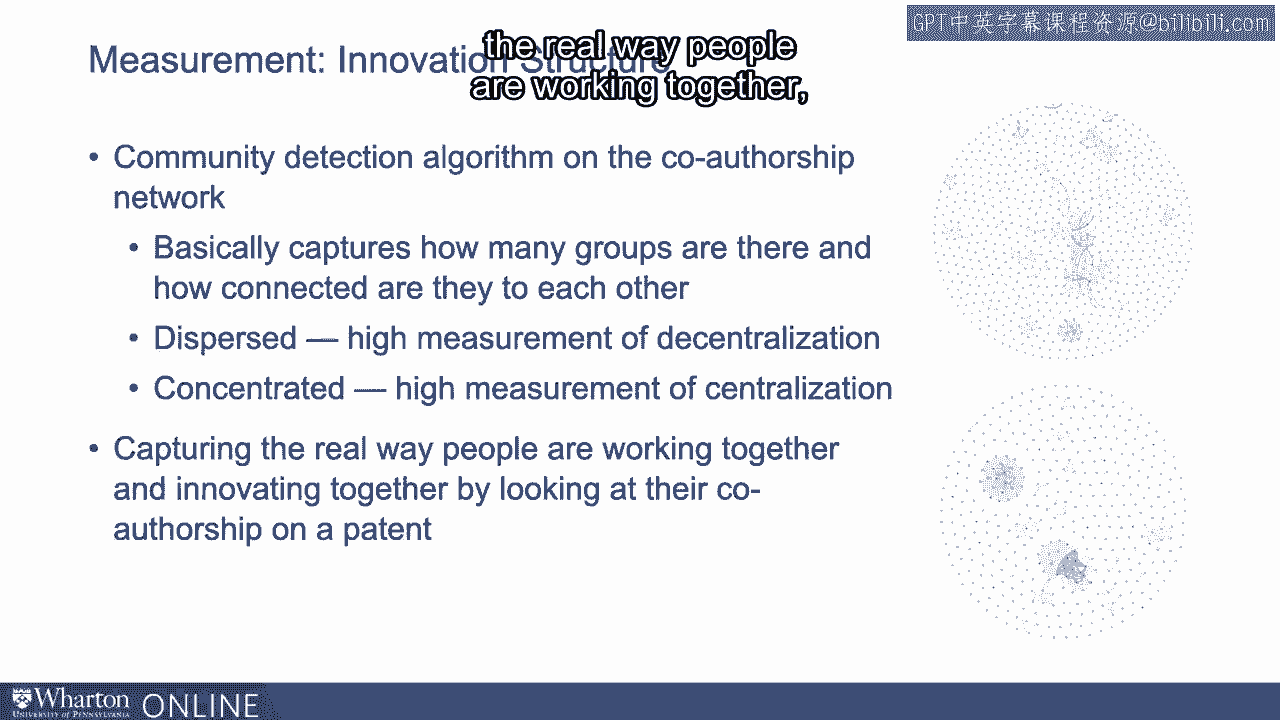 GPT中英字幕课程资源@bilibili.com
the real way people
are working together,
Measurement: Innovation Structure
• Community detection algorithm on the co-authorship
network
• Basically captures how many groups are there and
how connected are they to each other
• Dispersed — high measurement of decentralization
• Concentrated — high measurement of centralization
• Capturing the real way people are working together
and innovating together by looking at their co-
authorship on a patent
Wharton
UNIVERSITY of PENNSYLVANIA
ONLINE